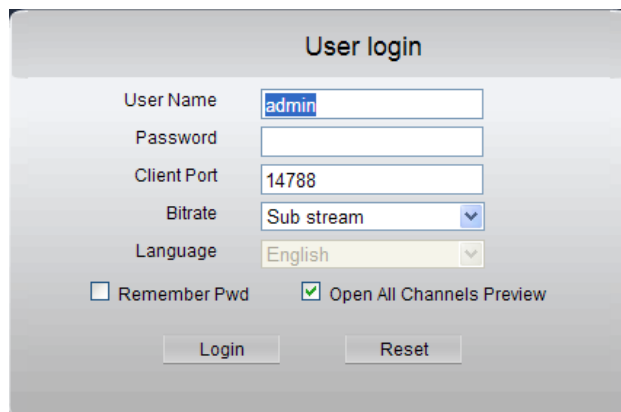 User login
User Name admin
Password
Client Port 14788
Bitrate Sub stream
Language English
Remember Pwd Open All Channels Preview
Login Reset